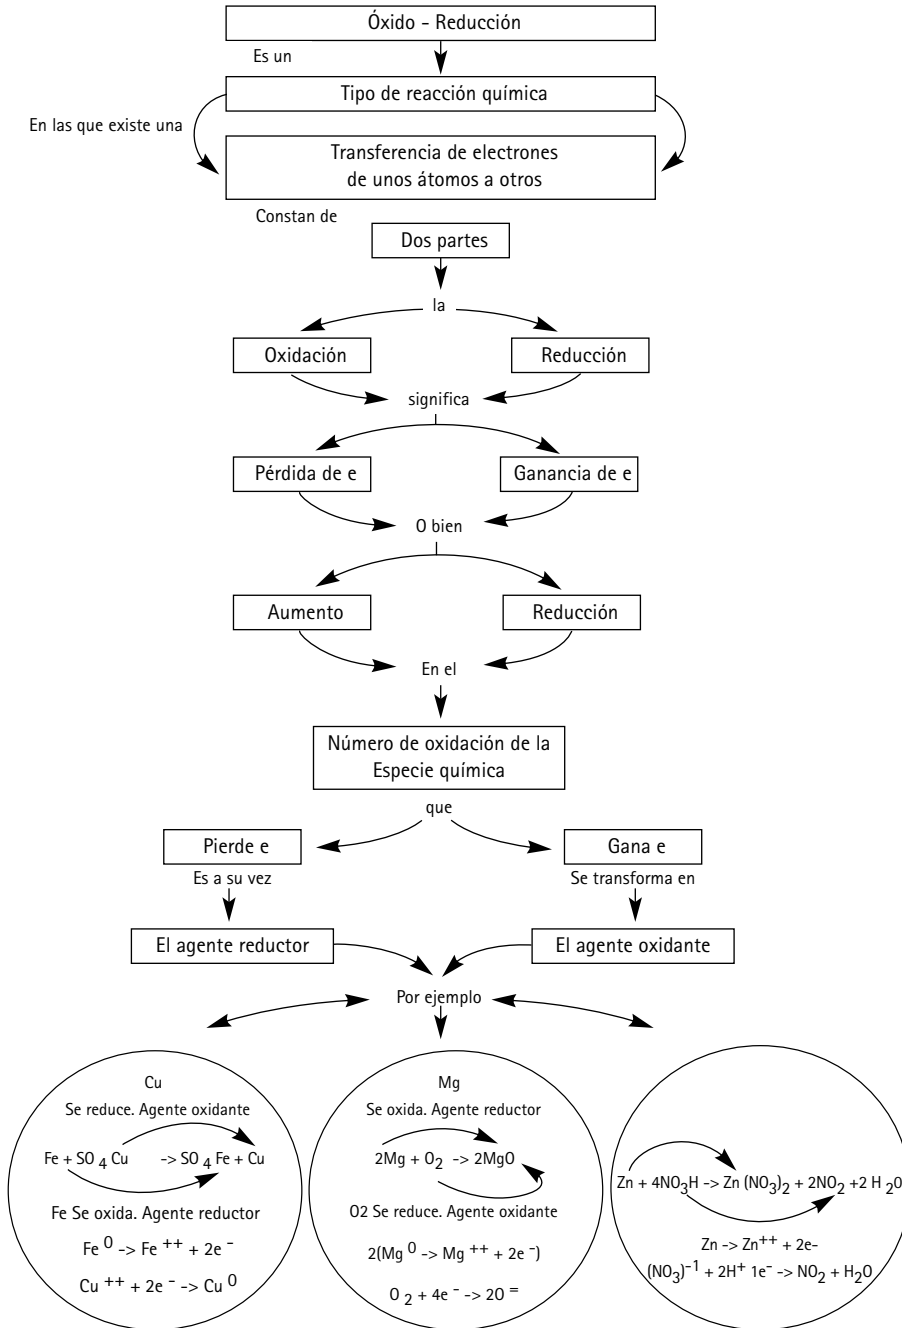 Óxido - Reducción
Es un
Tipo de reacción química
En las que existe una
Transferencia de electrones
de unos átomos a otros
Constan de
Dos partes
la
Oxidación
Reducción
significa
Pérdida de e
Ganancia de e
O bien
Aumento
Reducción
En el
Número de oxidación de la
Especie química
que
Pierde e
Gana e
Es a su vez
Se transforma en
El agente reductor
El agente oxidante
Por ejemplo
Cu
Se reduce. Agente oxidante
Fe + SO 4 Cu -> SO 4 Fe + Cu
Fe Se oxida. Agente reductor
Fe ⁰ -> Fe ⁺⁺ + 2e ⁻
Cu ⁺⁺ + 2e ⁻ -> Cu ⁰
Mg
Se oxida. Agente reductor
2Mg + O₂ -> 2MgO
O2 Se reduce. Agente oxidante
2(Mg ⁰ -> Mg ⁺⁺ + 2e ⁻)
O ₂ + 4e ⁻ -> 2O ⁼
Zn + 4NO₃H -> Zn (NO₃)₂ + 2NO₂ +2 H ₂O
Zn -> Zn⁺⁺ + 2e-
(NO₃)⁻¹ + 2H⁺ 1e⁻ -> NO₂ + H₂O